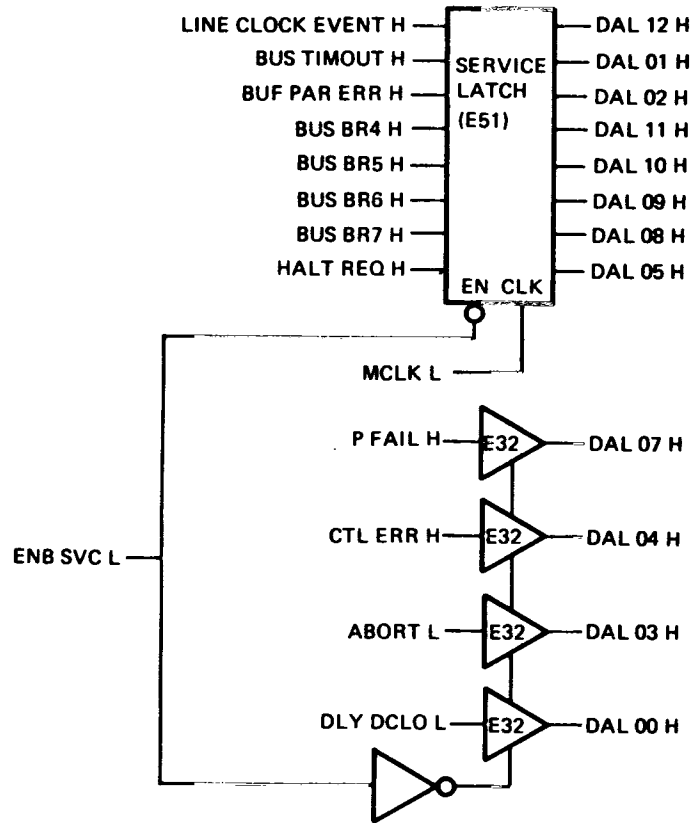 LINE CLOCK EVENT H
BUS TIMOUT H
BUF PAR ERR H
BUS BR4 H
BUS BR5 H
BUS BR6 H
BUS BR7 H
HALT REQ H
SERVICE
LATCH
(E51)
EN CLK
DAL 12 H
DAL 01 H
DAL 02 H
DAL 11 H
DAL 10 H
DAL 09 H
DAL 08 H
DAL 05 H
MCLK L
P FAIL H
E32
DAL 07 H
CTL ERR H
E32
DAL 04 H
ENB SVC L
ABORT L
E32
DAL 03 H
DLY DCLO L
E32
DAL 00 H